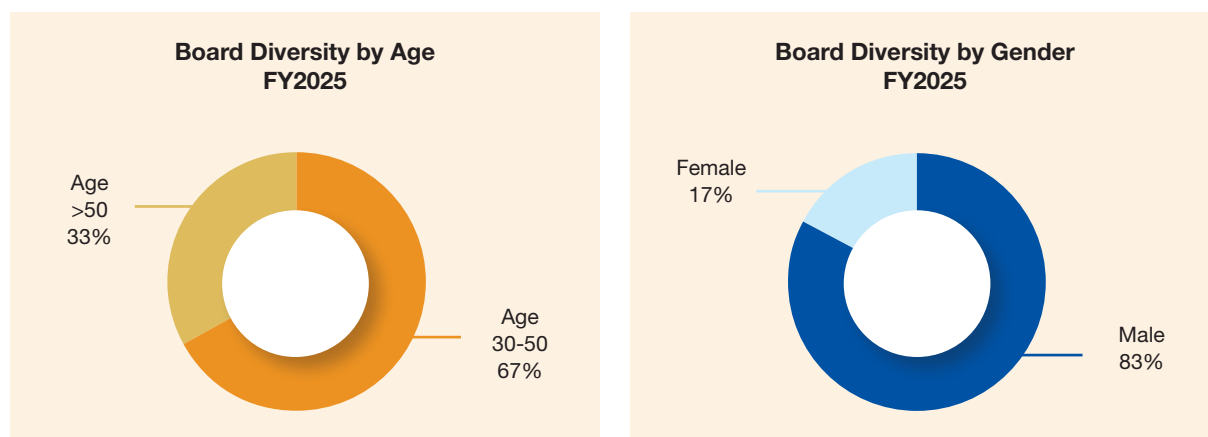 Board Diversity by Age
FY2025
Age
>50
33%
Age
30-50
67%
Board Diversity by Gender
FY2025
Female
17%
Male
83%